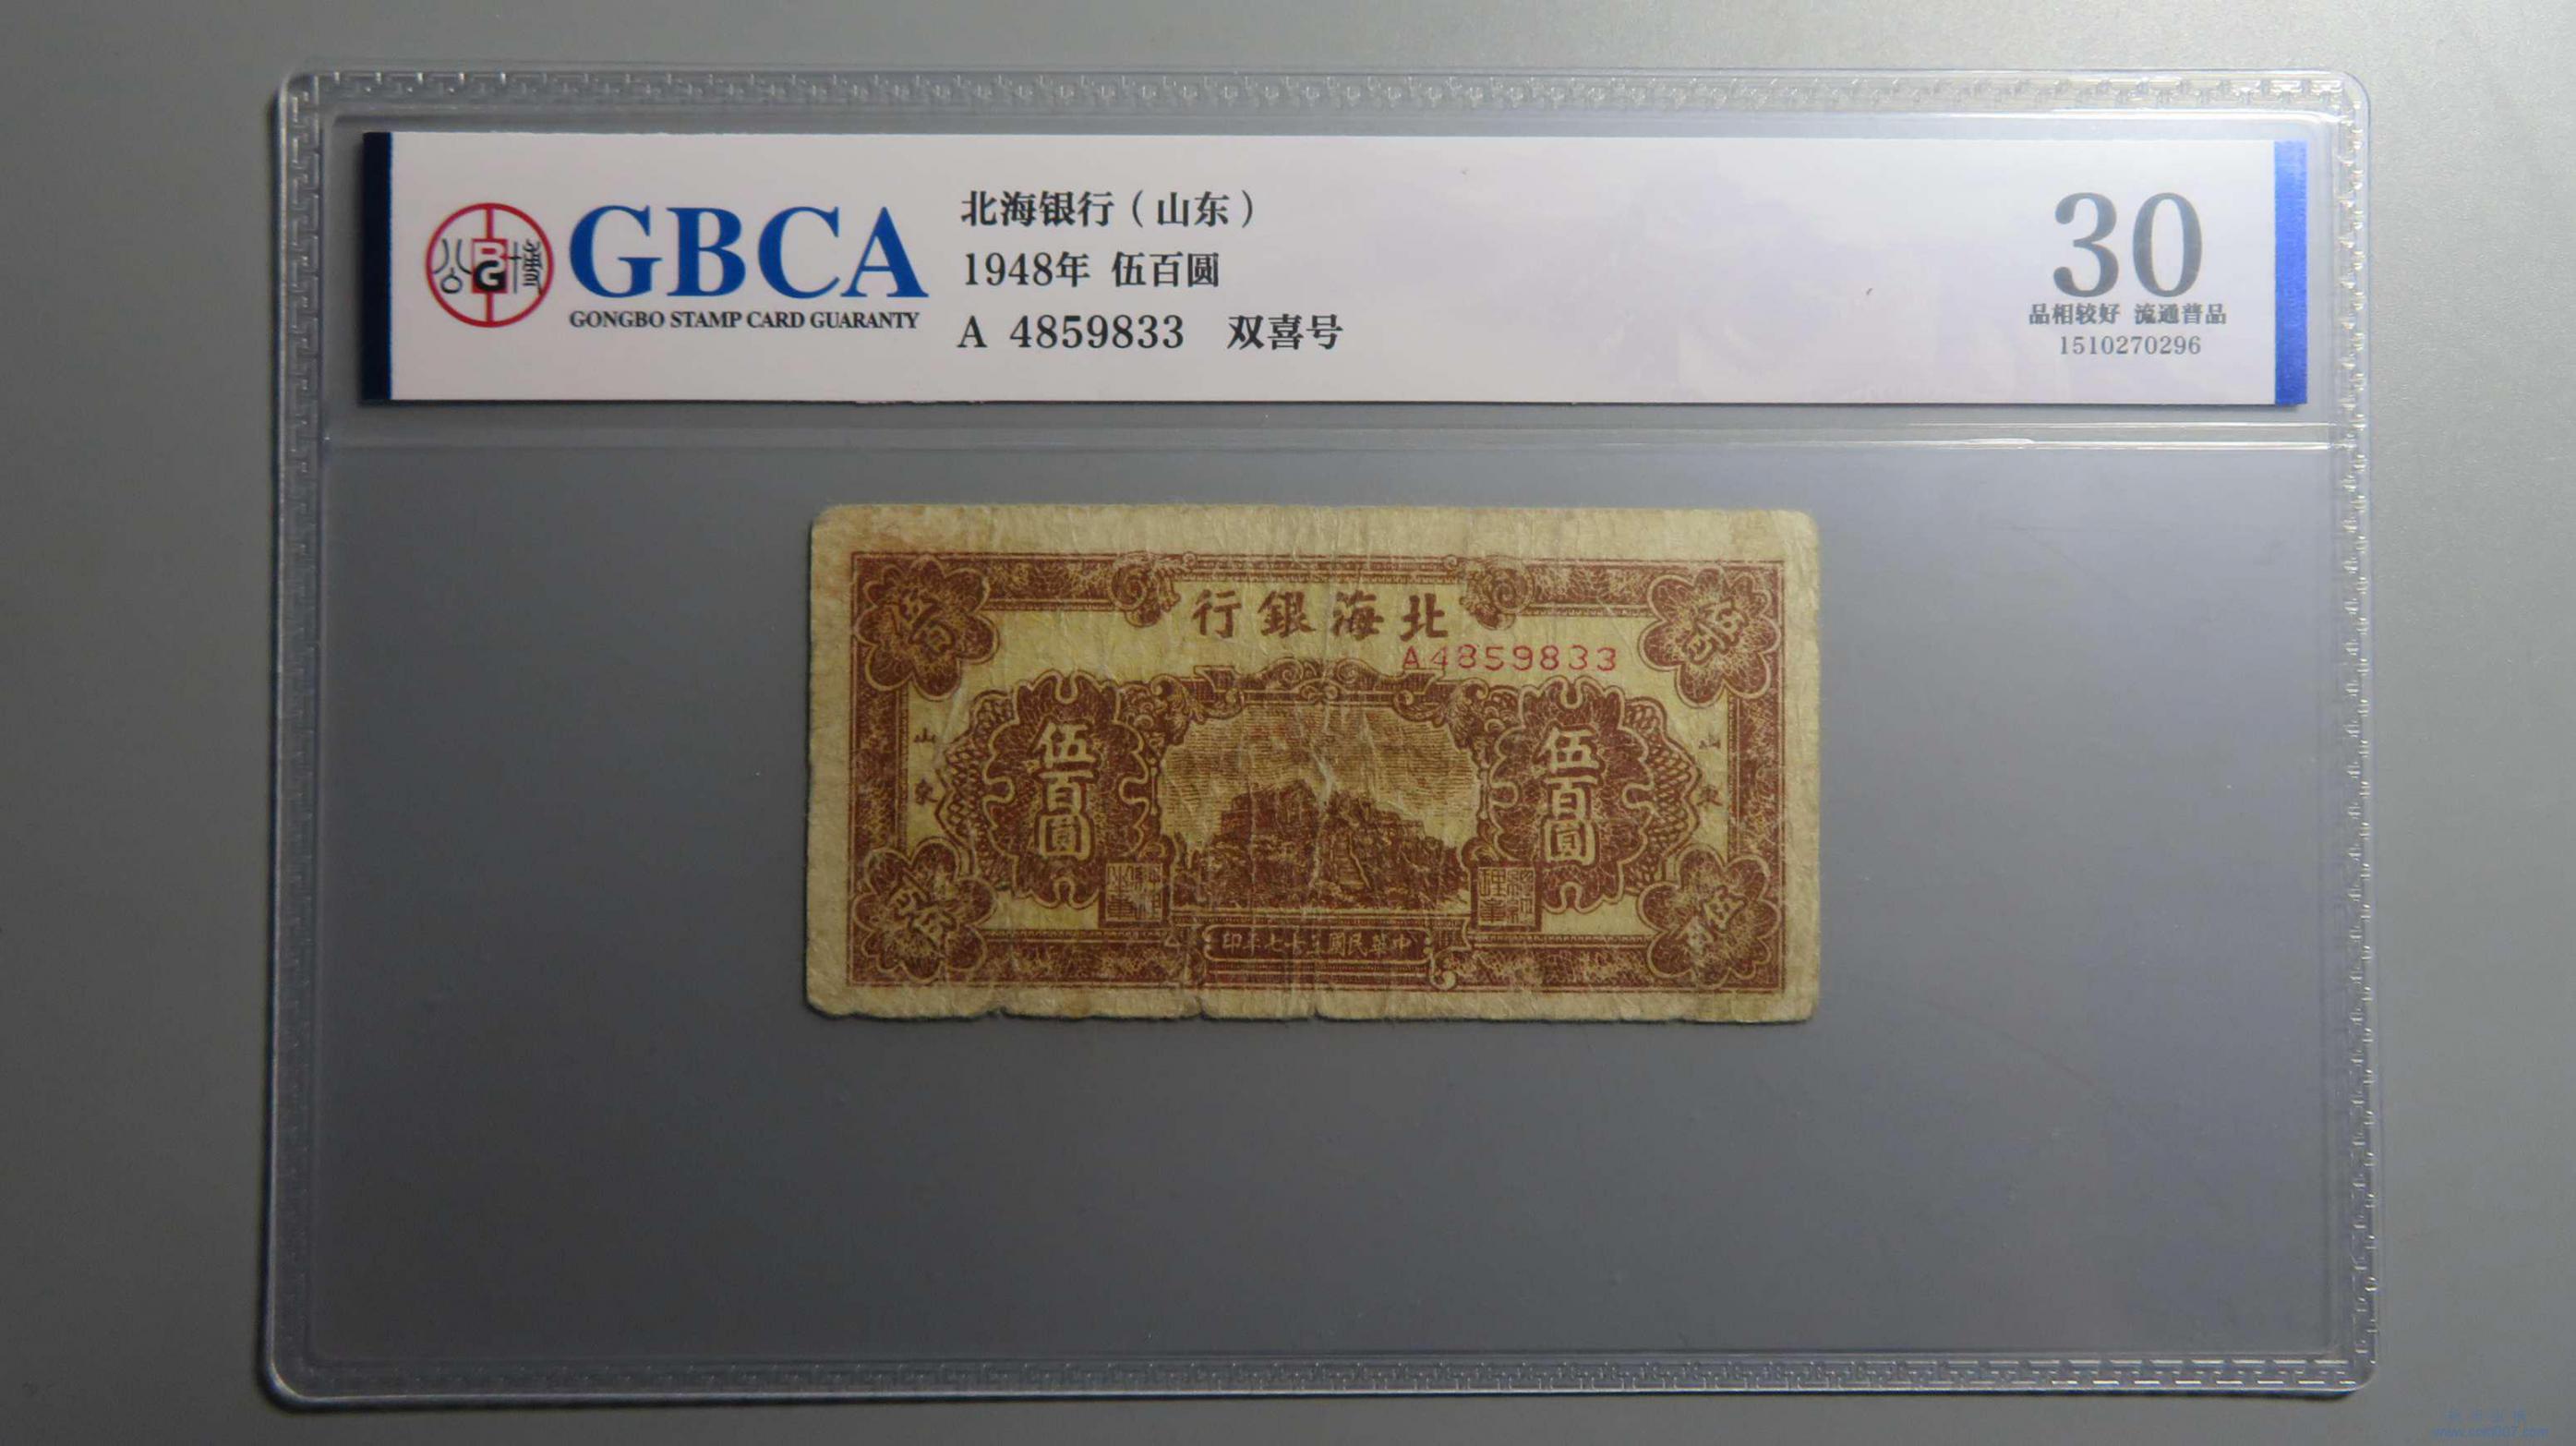 公博
BG
GBCA
GONGBO STAMP CARD GUARANTY
北海银行（山东）
1948年 伍百圆
A 4859833 双喜号
30
品相较好 流通普品
1510270296
行銀海北
A4859833
伍百圓
伍百圓
山東
山東
印年七十三國民華中